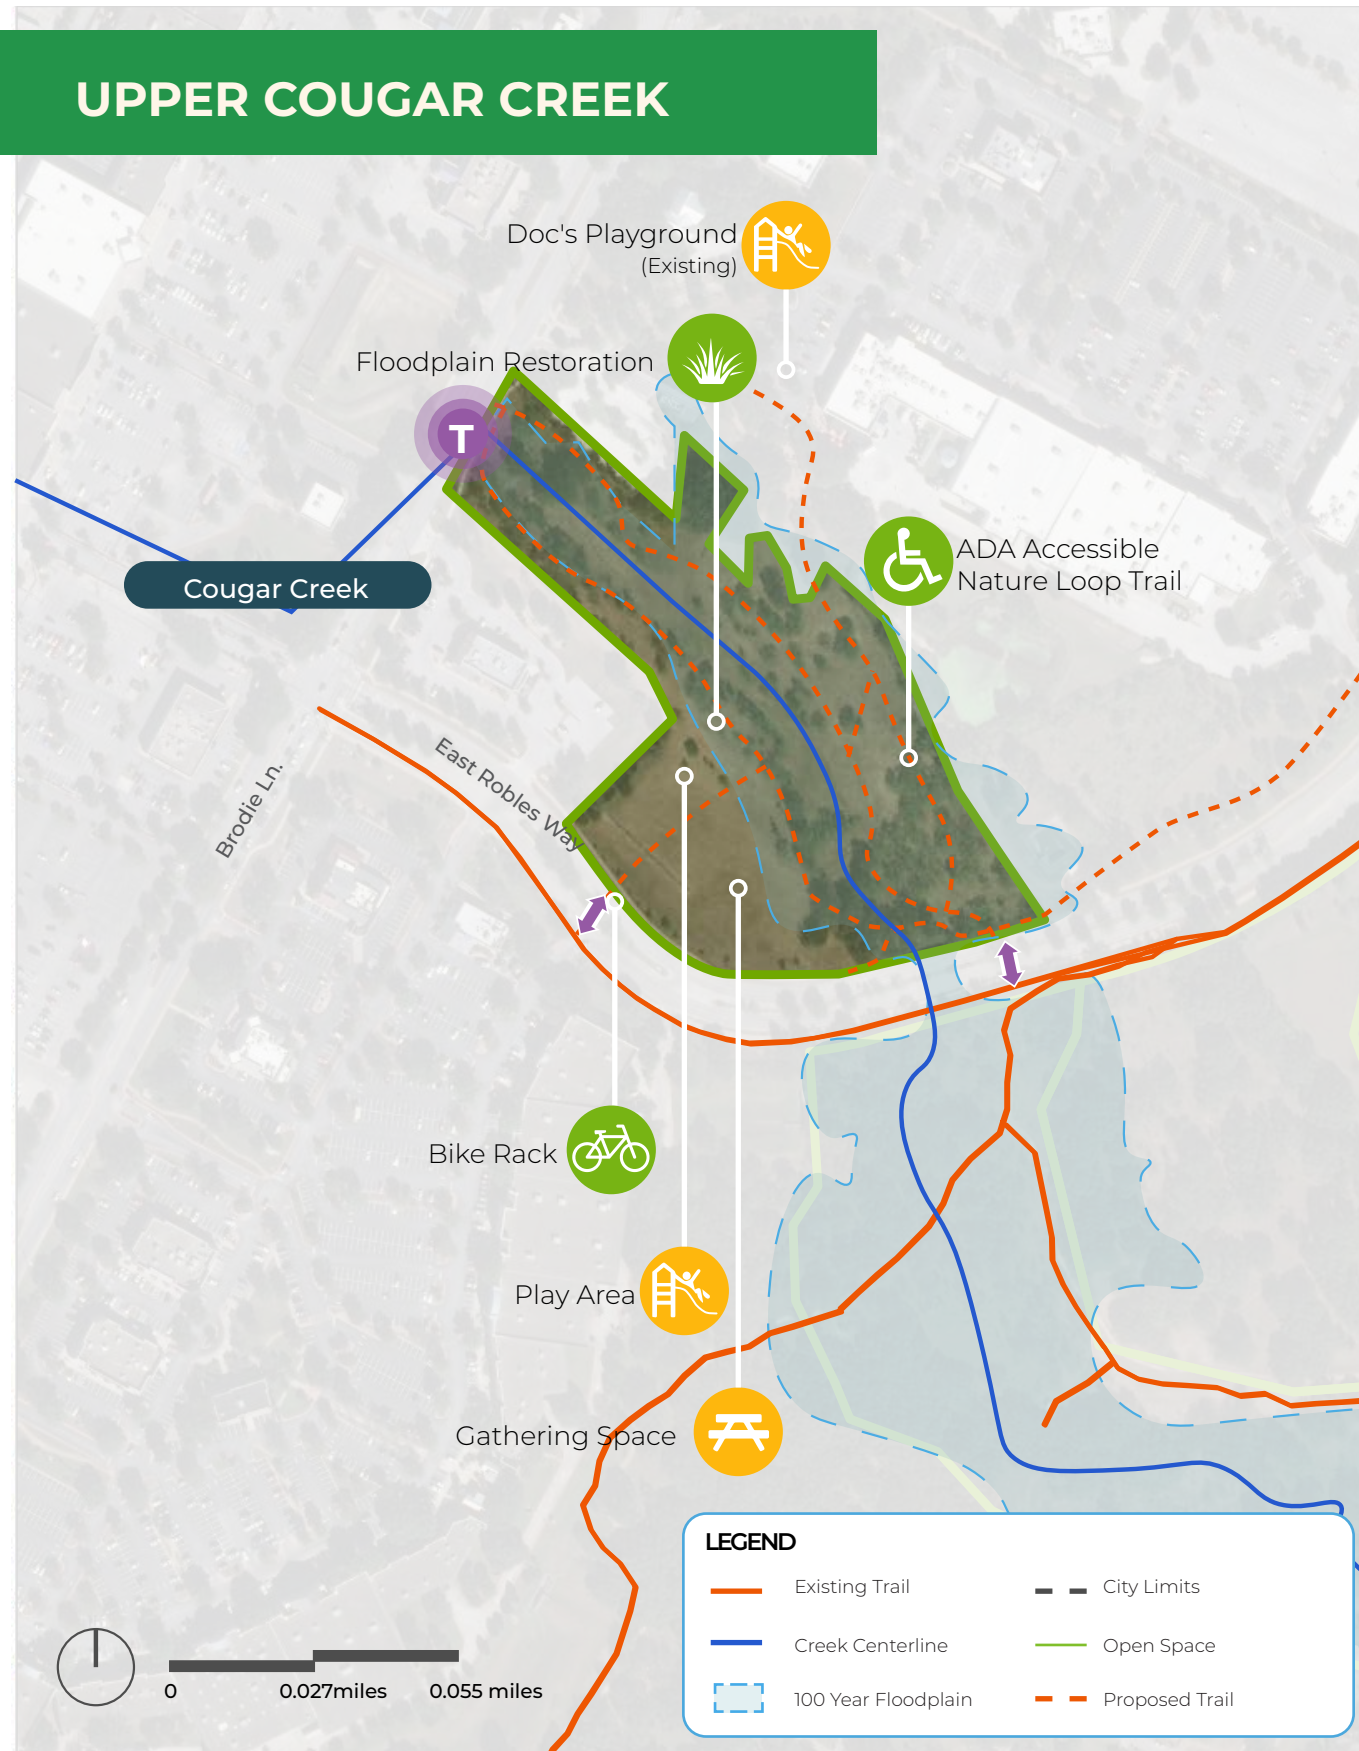 UPPER COUGAR CREEK
Doc's Playground
(Existing)
Floodplain Restoration
T
ADA Accessible
Nature Loop Trail
Cougar Creek
East Robles Way
Brodie Ln.
Bike Rack
Play Area
Gathering Space
LEGEND
Existing Trail
City Limits
Creek Centerline
Open Space
100 Year Floodplain
Proposed Trail
0
0.027miles
0.055 miles